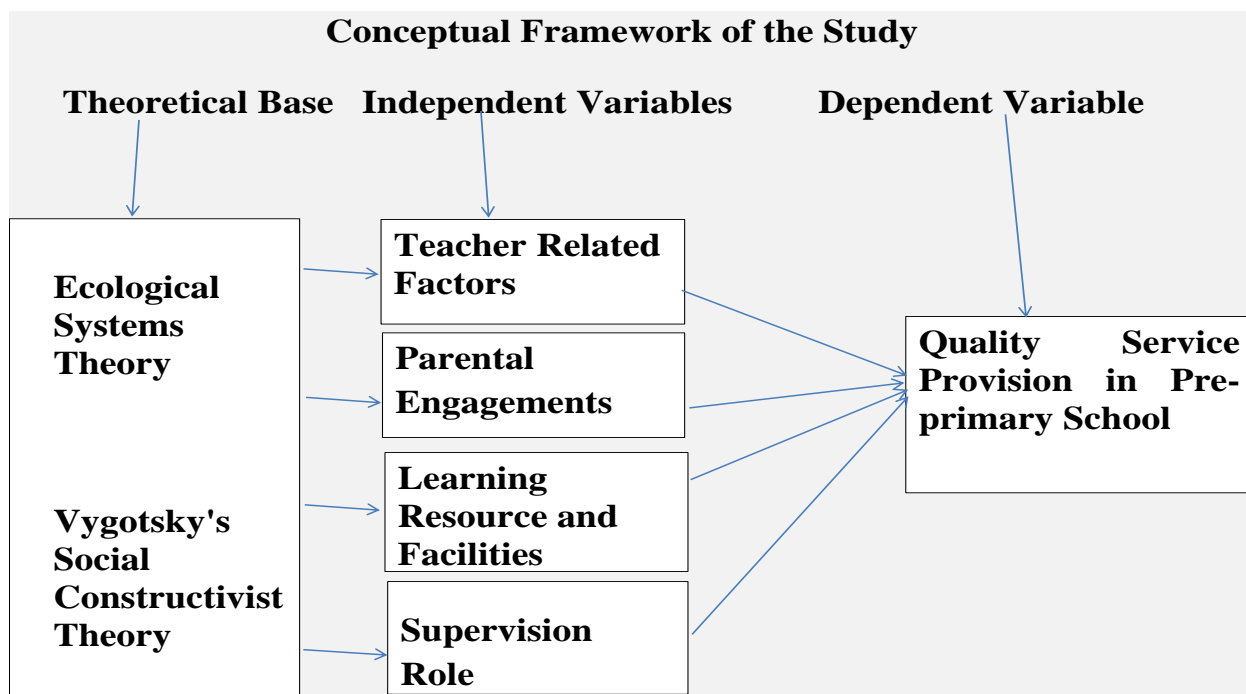 Conceptual Framework of the Study
Theoretical Base
Independent Variables
Dependent Variable
Ecological
Systems
Theory
Vygotsky's
Social
Constructivist
Theory
Teacher Related
Factors
Parental
Engagements
Learning
Resource and
Facilities
Supervision
Role
Quality Service
Provision in Pre-
primary School